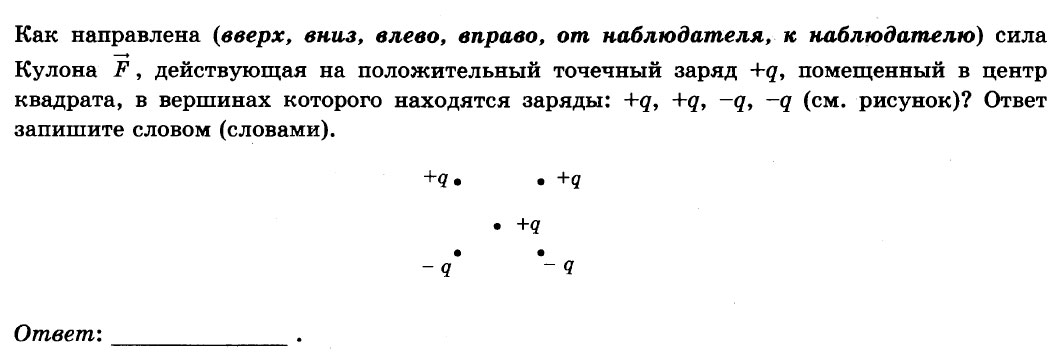 Как направлена (вверх, вниз, влево, вправо, от наблюдателя, к наблюдателю) сила
Кулона F⃗, действующая на положительный точечный заряд +q, помещенный в центр
квадрата, в вершинах которого находятся заряды: +q, +q, −q, −q (см. рисунок)? Ответ
запишите словом (словами).
+q +q
+q
− q − q
Ответ: ______________ .